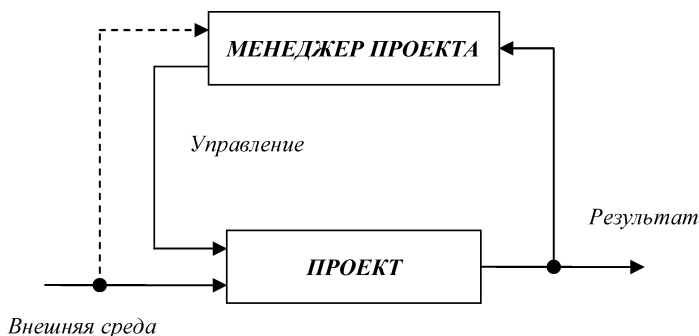 МЕНЕДЖЕР ПРОЕКТА
Управление
Результат
ПРОЕКТ
Внешняя среда